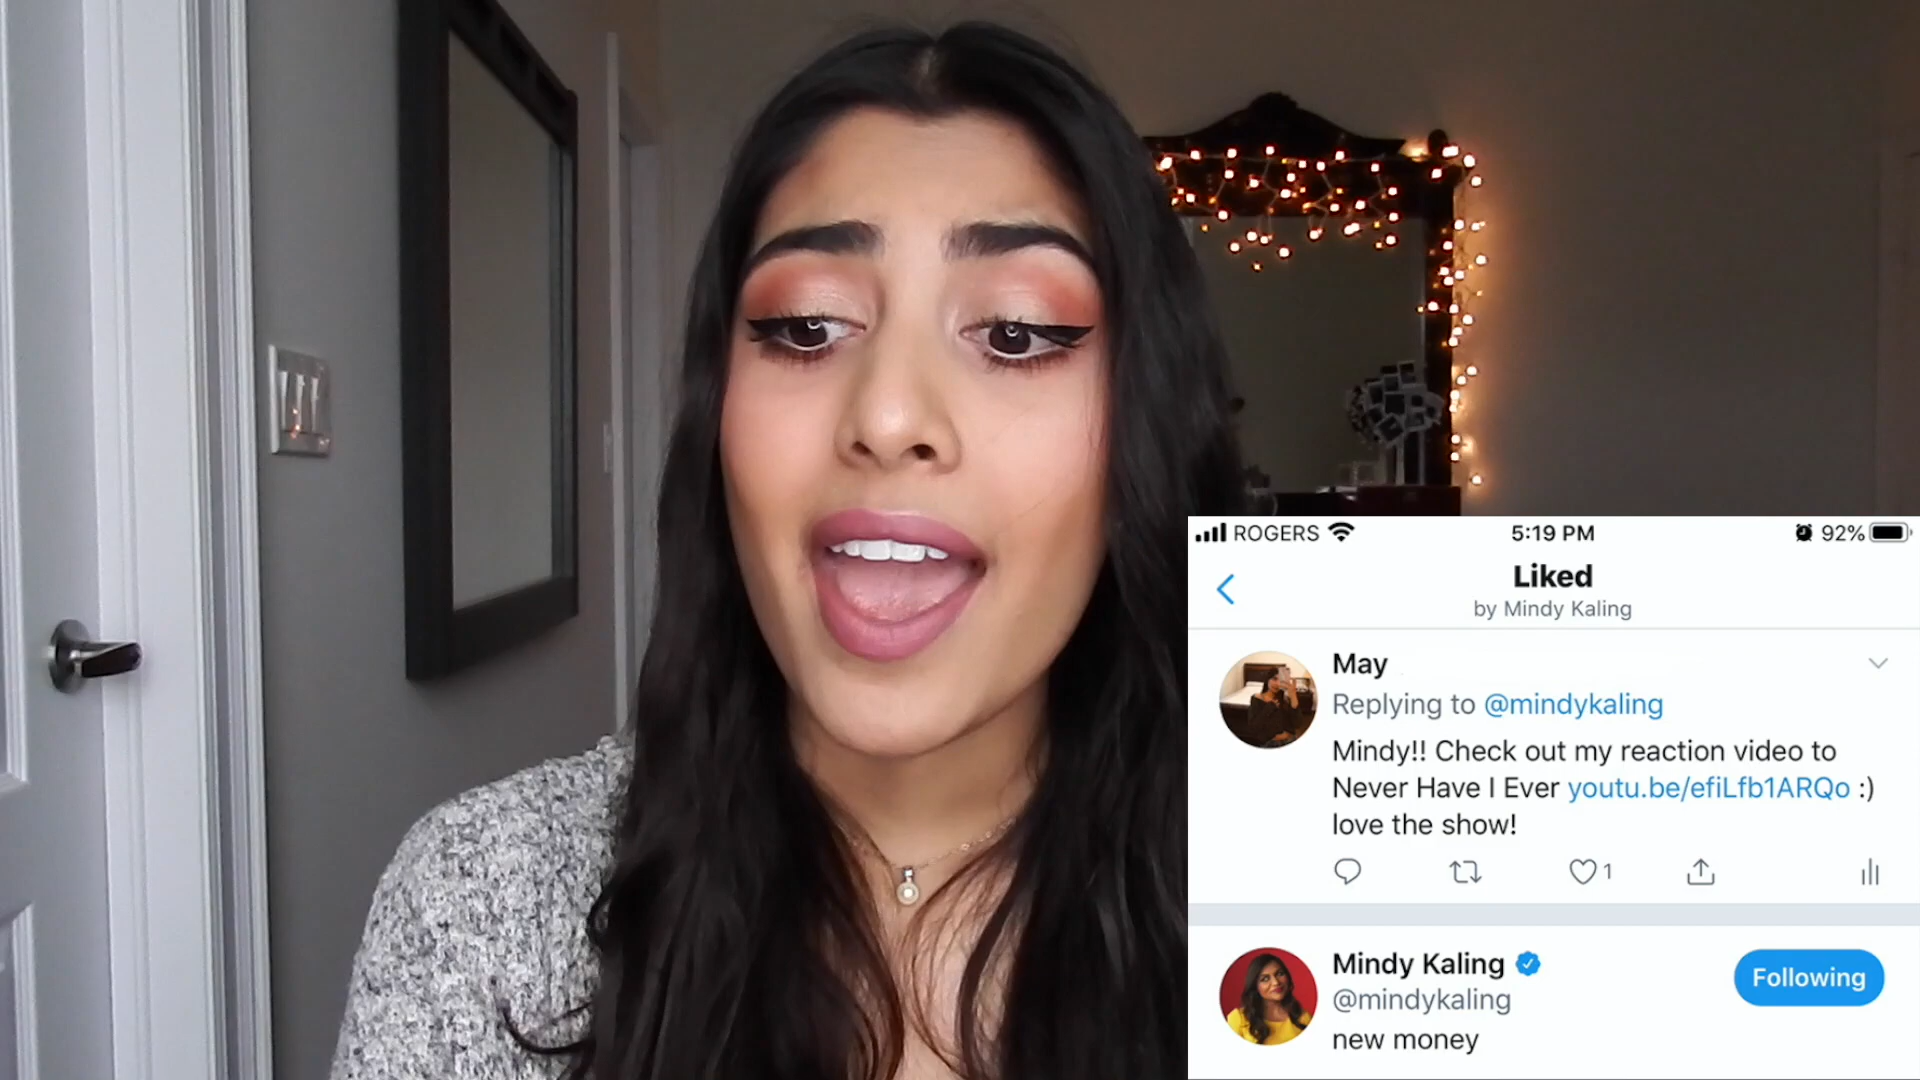 ROGERS 5:19 PM 92%
Liked
by Mindy Kaling
May
Replying to @mindykaling
Mindy!! Check out my reaction video to
Never Have I Ever youtu.be/efiLfb1ARQo :)
love the show!
1
Mindy Kaling
@mindykaling
Following
new money